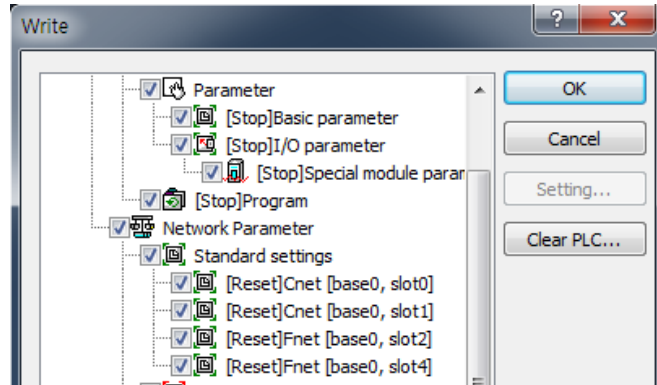 Write
Parameter
[Stop]Basic parameter
[Stop]I/O parameter
[Stop]Special module paran
[Stop]Program
Network Parameter
Standard settings
[Reset]Cnet [base0, slot0]
[Reset]Cnet [base0, slot1]
[Reset]Fnet [base0, slot2]
[Reset]Fnet [base0, slot4]
OK
Cancel
Setting...
Clear PLC...